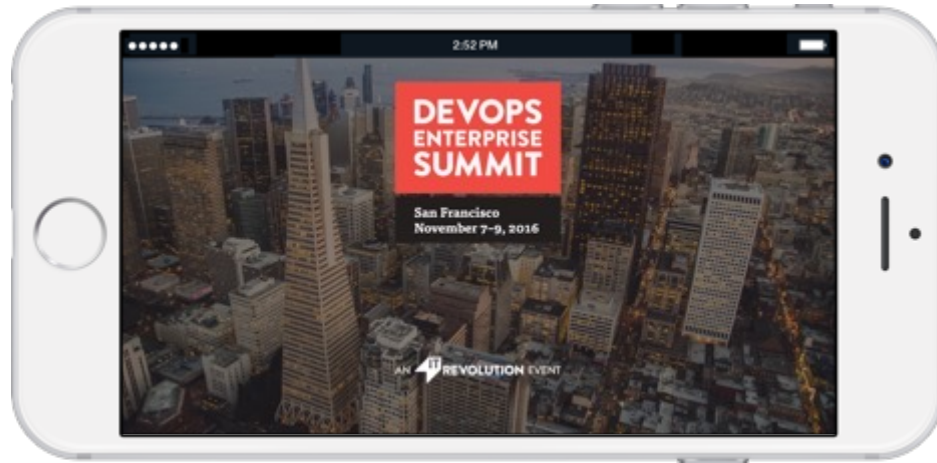 2:52 PM
DEVOPS
ENTERPRISE
SUMMIT
San Francisco
November 7–9, 2016
AN IT REVOLUTION EVENT